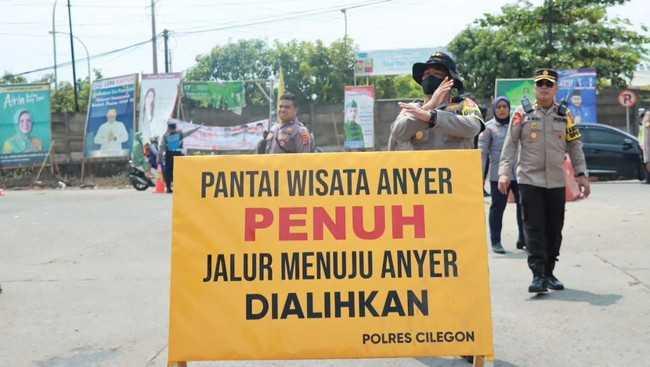 PANTAI WISATA ANYER
PENUH
JALUR MENUJU ANYER
DIALIHKAN
POLRES CILEGON